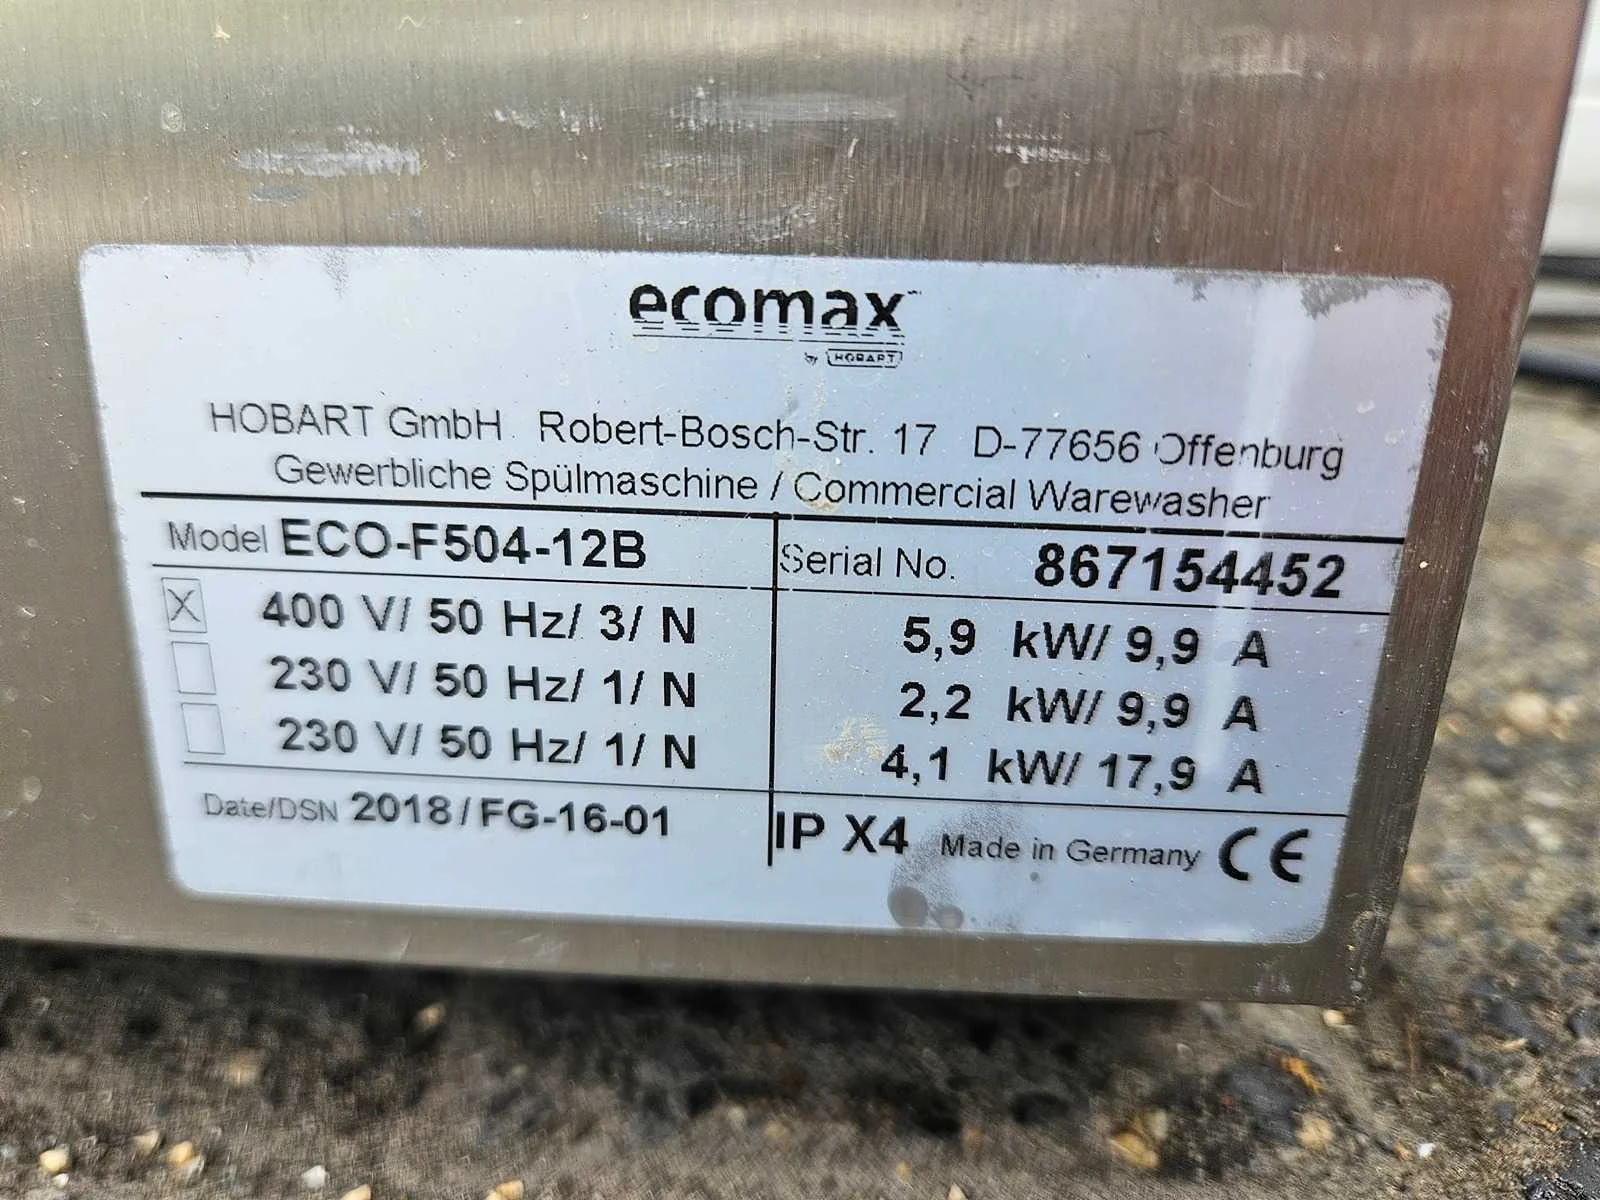 ecomax
by HOBART
HOBART GmbH Robert-Bosch-Str. 17 D-77656 Offenburg
Gewerbliche Spülmaschine / Commercial Warewasher
Model ECO-F504-12B Serial No. 867154452
X 400 V/ 50 Hz/ 3/ N 5,9 kW/ 9,9 A
230 V/ 50 Hz/ 1/ N 2,2 kW/ 9,9 A
230 V/ 50 Hz/ 1/ N 4,1 kW/ 17,9 A
Date/DSN 2018/FG-16-01 IP X4 Made in Germany CE